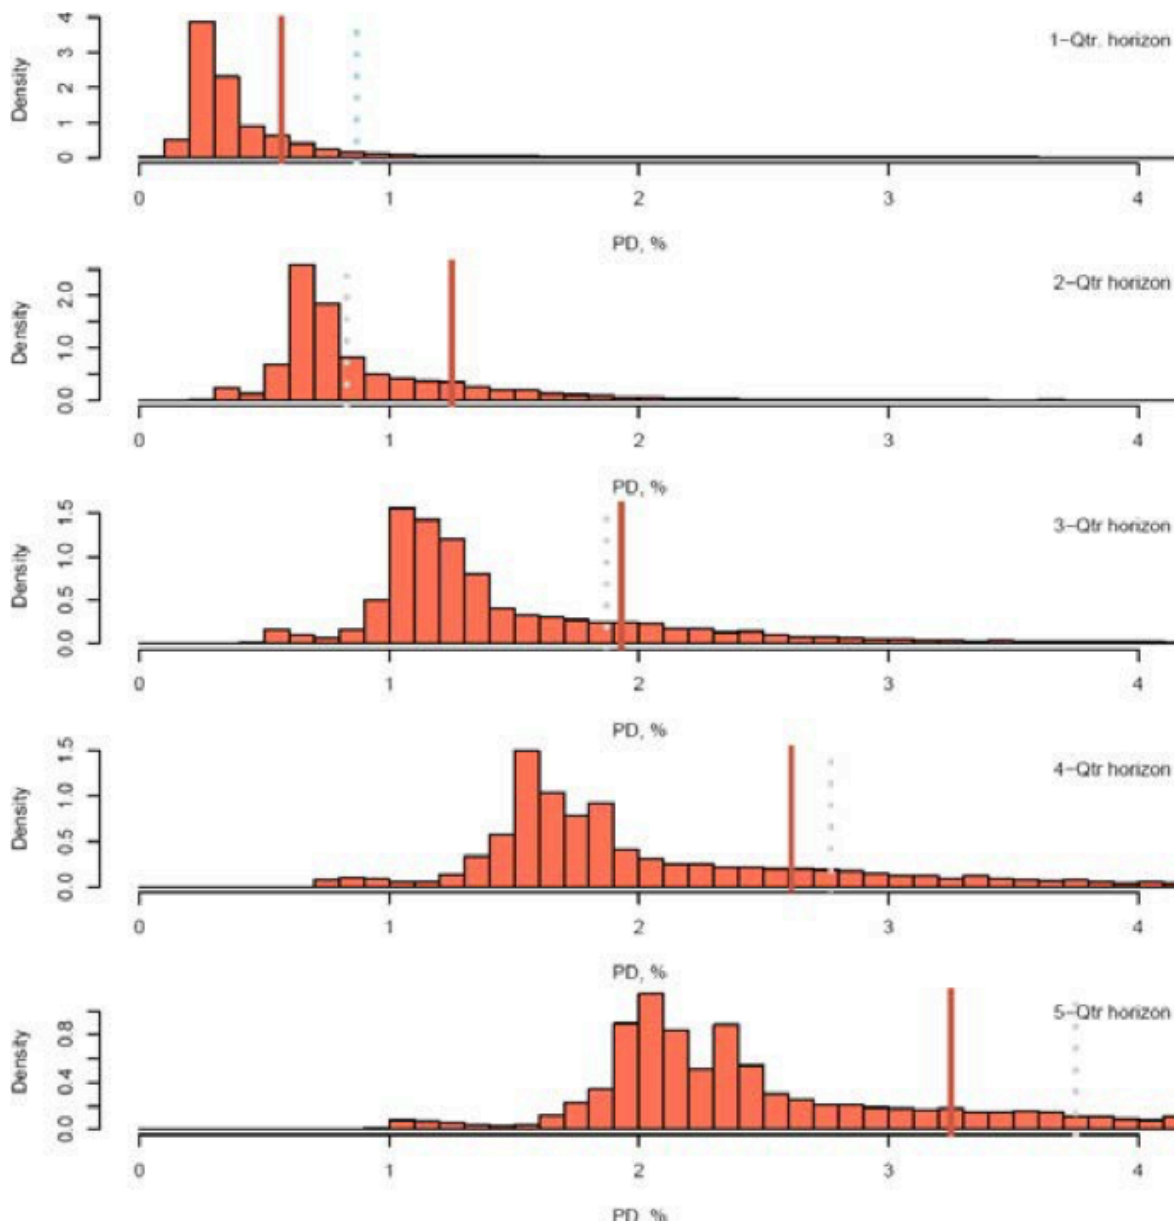 1-Qtr. horizon
Density
0 1 2 3 4
0 1 2 3 4
PD, %
2-Qtr horizon
Density
0.0 1.0 2.0
0 1 2 3 4
PD, %
3-Qtr horizon
Density
0.0 0.5 1.0 1.5
0 1 2 3 4
PD, %
4-Qtr horizon
Density
0.0 0.5 1.0 1.5
0 1 2 3 4
PD, %
5-Qtr horizon
Density
0.0 0.4 0.8
0 1 2 3 4
PD, %